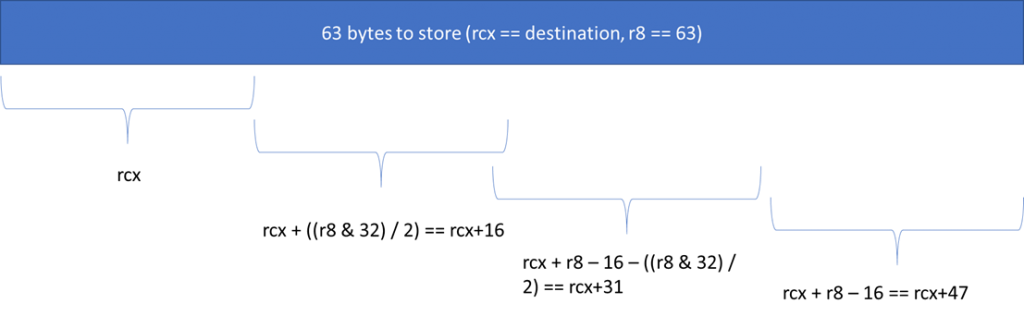 63 bytes to store (rcx == destination, r8 == 63)
rcx
rcx + ((r8 & 32) / 2) == rcx+16
rcx + r8 – 16 – ((r8 & 32) /
2) == rcx+31
rcx + r8 – 16 == rcx+47